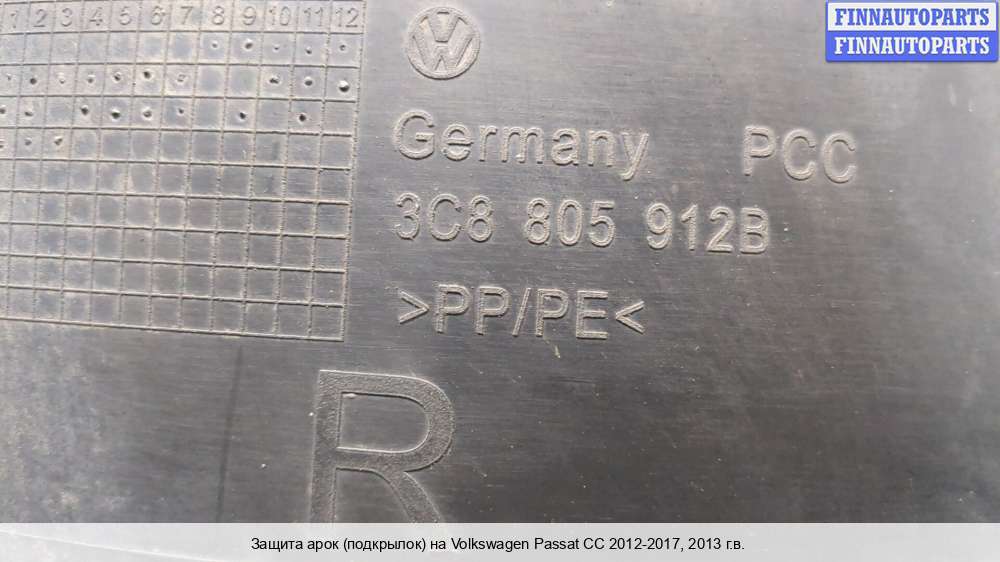 FINNAUTOPARTS
FINNAUTOPARTS
1 2 3 4 5 6 7 8 9 10 11 12
Germany PCC
3C8 805 912B
>PP/PE<
R
Защита арок (подкрылок) на Volkswagen Passat CC 2012-2017, 2013 г.в.